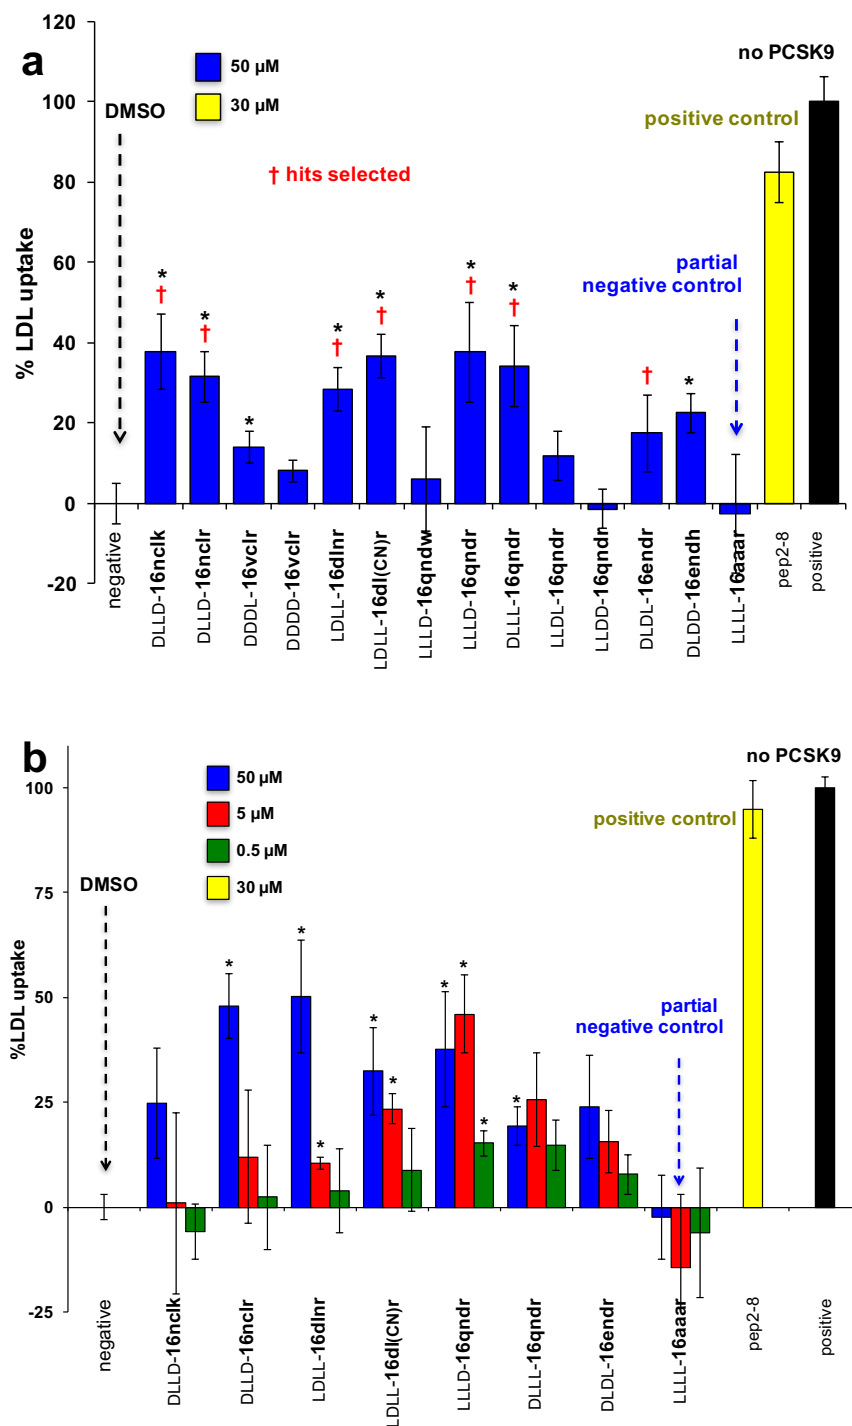 a
50 µM
30 µM
DMSO
no PCSK9
positive control
† hits selected
partial
negative control
% LDL uptake
120
100
80
60
40
20
0
-20
*
†
*
†
*
*
†
*
†
*
†
*
†
†
*
negative
DLLD-16nclk
DLLD-16nclr
DDDL-16vclr
DDDD-16vclr
LDLL-16dlnr
LDLL-16dl(CN)r
LLLD-16qndw
LLLD-16qndr
DLLL-16qndr
LLDL-16qndr
LLDD-16qndr
DLDL-16endr
DLDD-16endh
LLLL-16aaar
pep2-8
positive
b
50 µM
5 µM
0.5 µM
30 µM
DMSO
no PCSK9
positive control
partial
negative control
%LDL uptake
100
75
50
25
0
-25
*
*
*
*
*
*
*
*
*
negative
DLLD-16nclk
DLLD-16nclr
LDLL-16dlnr
LDLL-16dl(CN)r
LLLD-16qndr
DLLL-16qndr
DLDL-16endr
LLLL-16aaar
pep2-8
positive